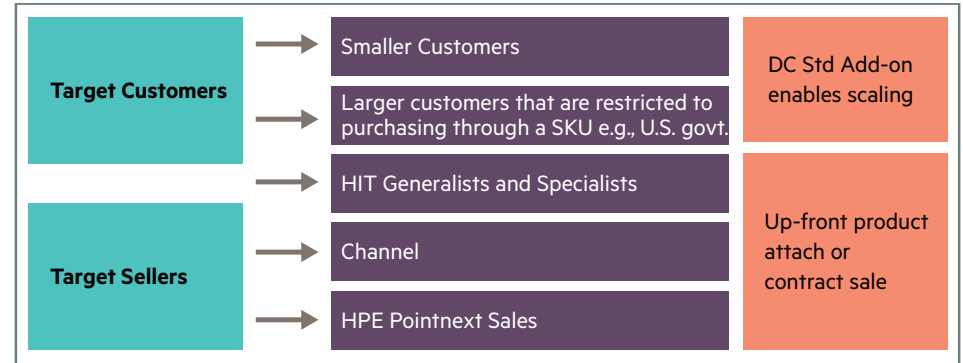 Target Customers
Smaller Customers
Larger customers that are restricted to
purchasing through a SKU e.g., U.S. govt.
DC Std Add-on
enables scaling
Target Sellers
HIT Generalists and Specialists
Channel
HPE Pointnext Sales
Up-front product
attach or
contract sale